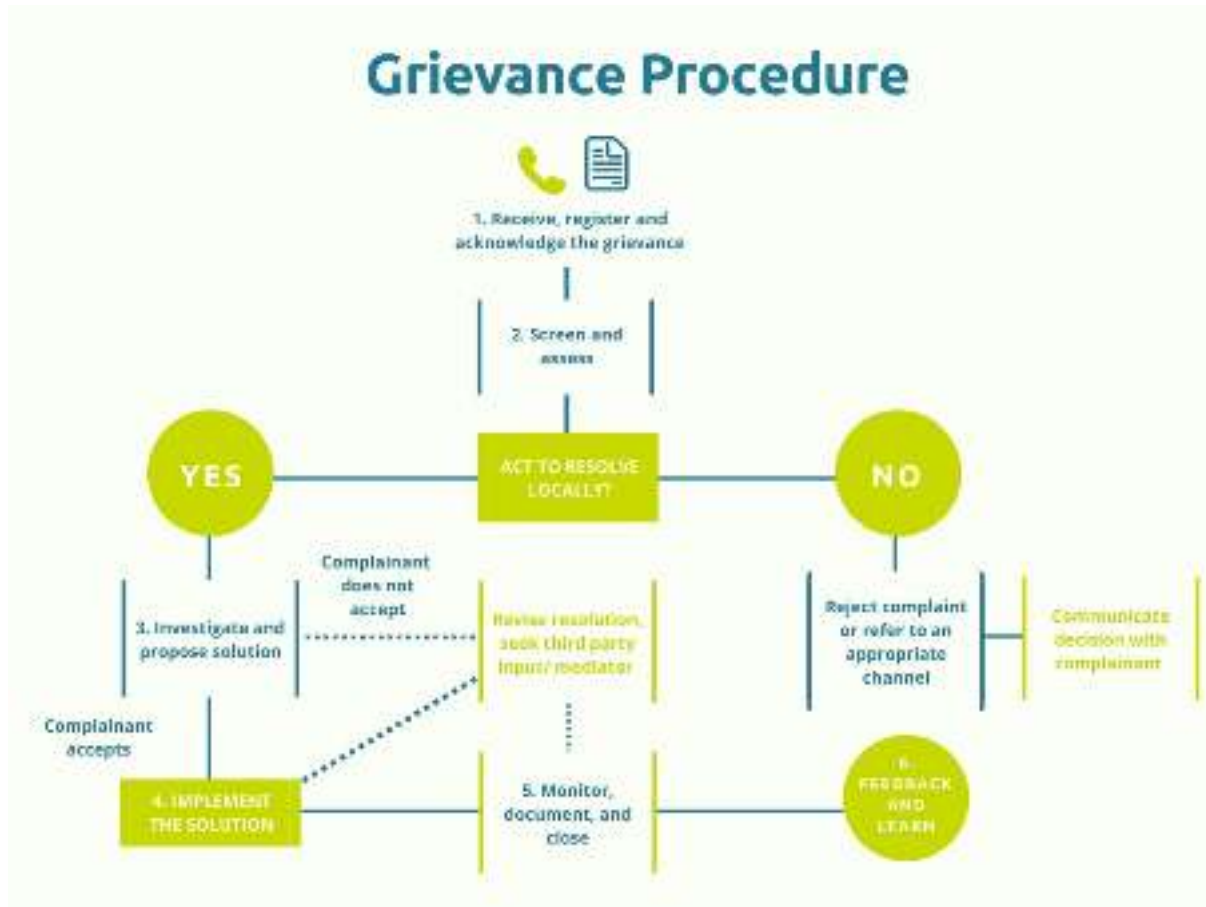 Grievance Procedure
1. Receive, register and
acknowledge the grievance
2. Screen and
assess
ACT TO RESOLVE
LOCALLY?
YES
NO
Complainant
does not
accept
3. Investigate and
propose solution
Revise resolution,
seek third party
input/ mediator
Reject complaint
or refer to an
appropriate
channel
Communicate
decision with
complainant
Complainant
accepts
4. IMPLEMENT
THE SOLUTION
5. Monitor,
document, and
close
6.
FEEDBACK
AND
LEARN